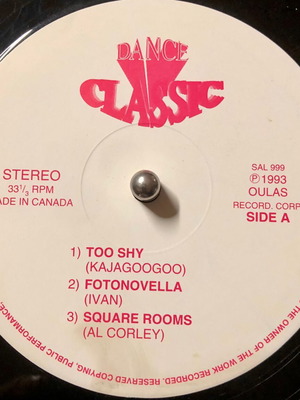 DANCE
CLASSIC
STEREO
33⅓ RPM
ADE IN CANADA
SAL 999
Ⓟ 1993
OULAS
RECORD. CORP
SIDE A
1) TOO SHY
(KAJAGOOGOO)
2) FOTONOVELLA
(IVAN)
3) SQUARE ROOMS
(AL CORLEY)
THE OWNER OF THE WORK RECORDED. RESERVED COPYING, PUBLIC PERFORMANCE,